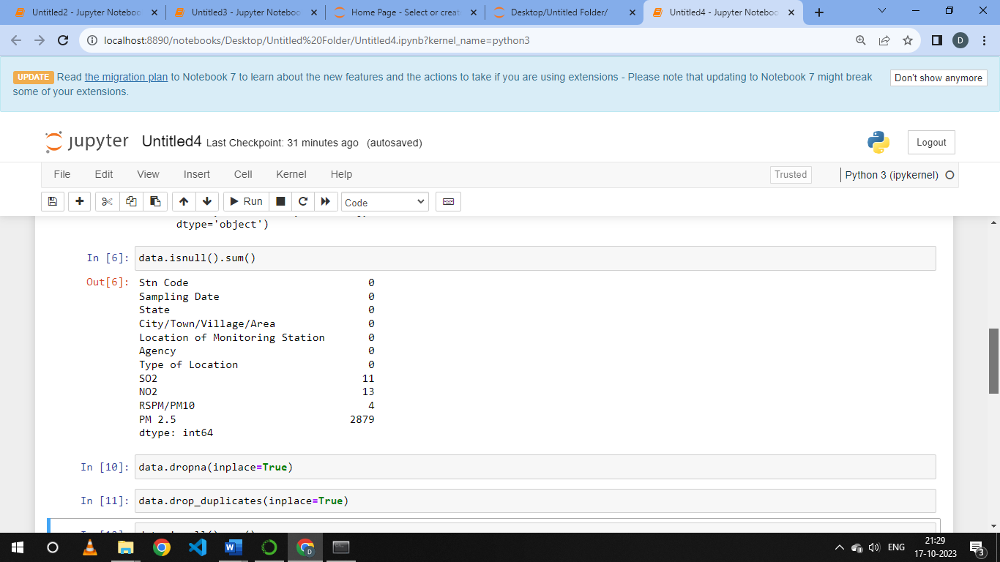 Untitled2 - Jupyter Noteboo
Untitled3 - Jupyter Noteboo
Home Page - Select or creat
Desktop/Untitled Folder/
Untitled4 - Jupyter Noteboo
localhost:8890/notebooks/Desktop/Untitled%20Folder/Untitled4.ipynb?kernel_name=python3
D
UPDATE Read the migration plan to Notebook 7 to learn about the new features and the actions to take if you are using extensions - Please note that updating to Notebook 7 might break
some of your extensions.
Don't show anymore
jupyter Untitled4 Last Checkpoint: 31 minutes ago (autosaved)
Logout
File Edit View Insert Cell Kernel Help
Trusted
Python 3 (ipykernel)
Run
Code
dtype='object')
In [6]: data.isnull().sum()
Out[6]: Stn Code 0
Sampling Date 0
State 0
City/Town/Village/Area 0
Location of Monitoring Station 0
Agency 0
Type of Location 0
SO2 11
NO2 13
RSPM/PM10 4
PM 2.5 2879
dtype: int64
In [10]: data.dropna(inplace=True)
In [11]: data.drop_duplicates(inplace=True)
ENG
21:29
17-10-2023
3